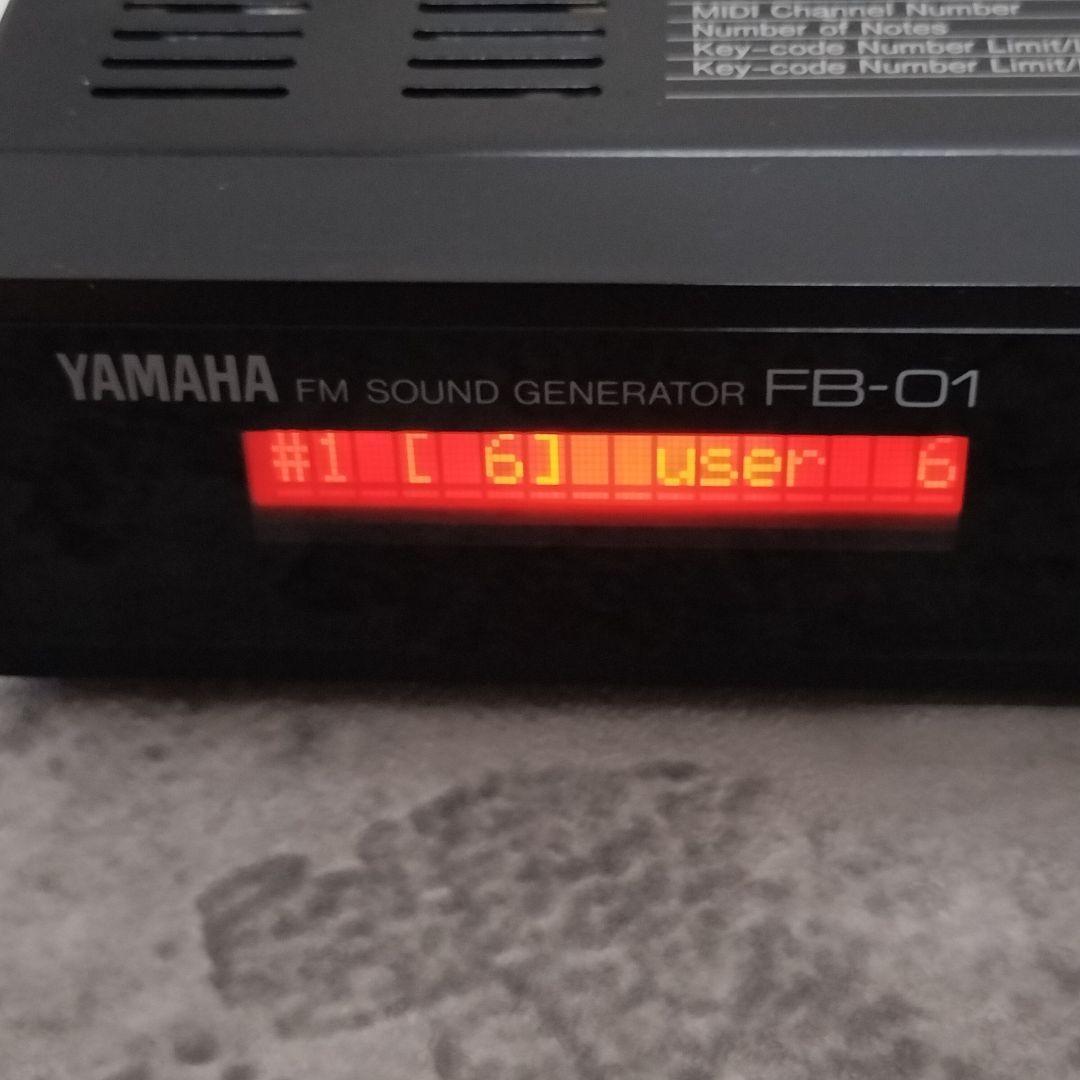 MIDI Channel Number
Number of Notes
Key-code Number Limit/
Key-code Number Limit/
YAMAHA FM SOUND GENERATOR FB-01
#1 [ 6] user 6